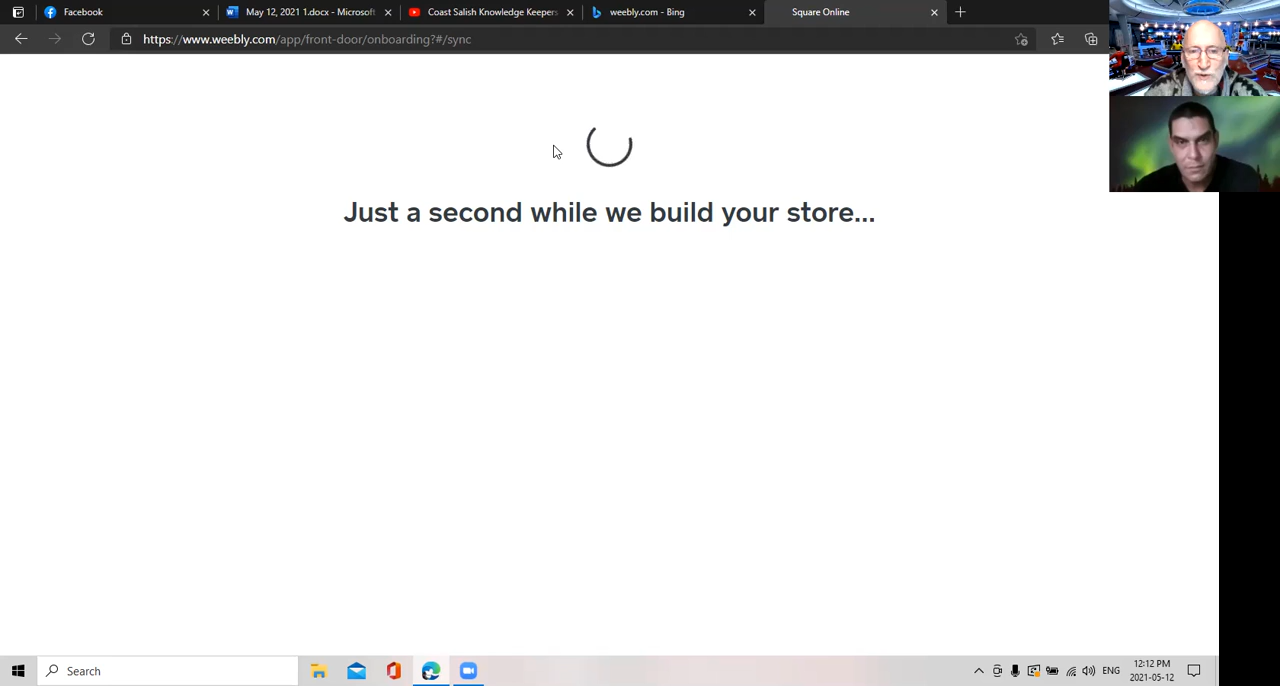 Facebook
May 12, 2021 1.docx - Microsoft
Coast Salish Knowledge Keepers
weebly.com - Bing
Square Online
https://www.weebly.com/app/front-door/onboarding?#/sync
Just a second while we build your store...
Search
ENG
12:12 PM
2021-05-12